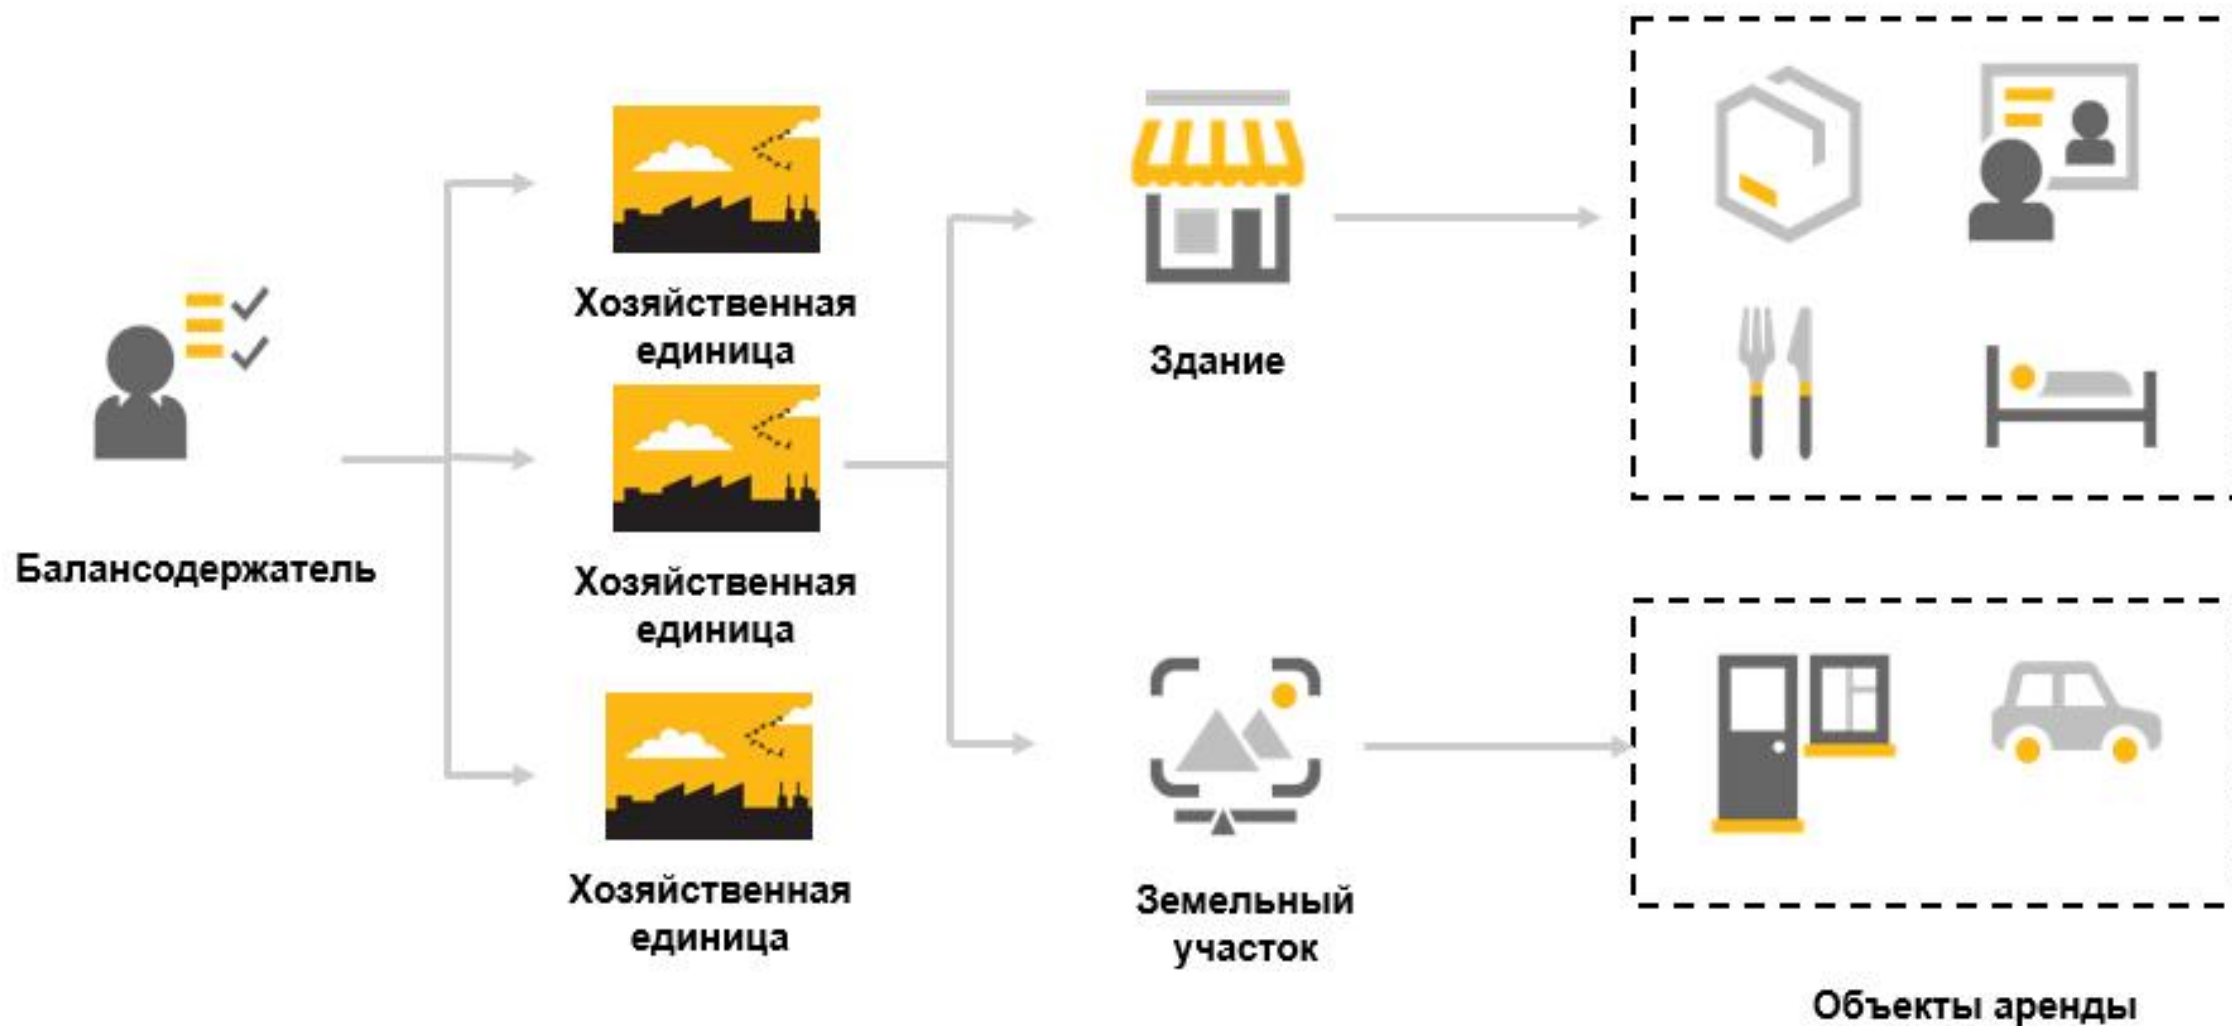 Балансодержатель
Хозяйственная
единица
Хозяйственная
единица
Хозяйственная
единица
Здание
Земельный
участок
Объекты аренды